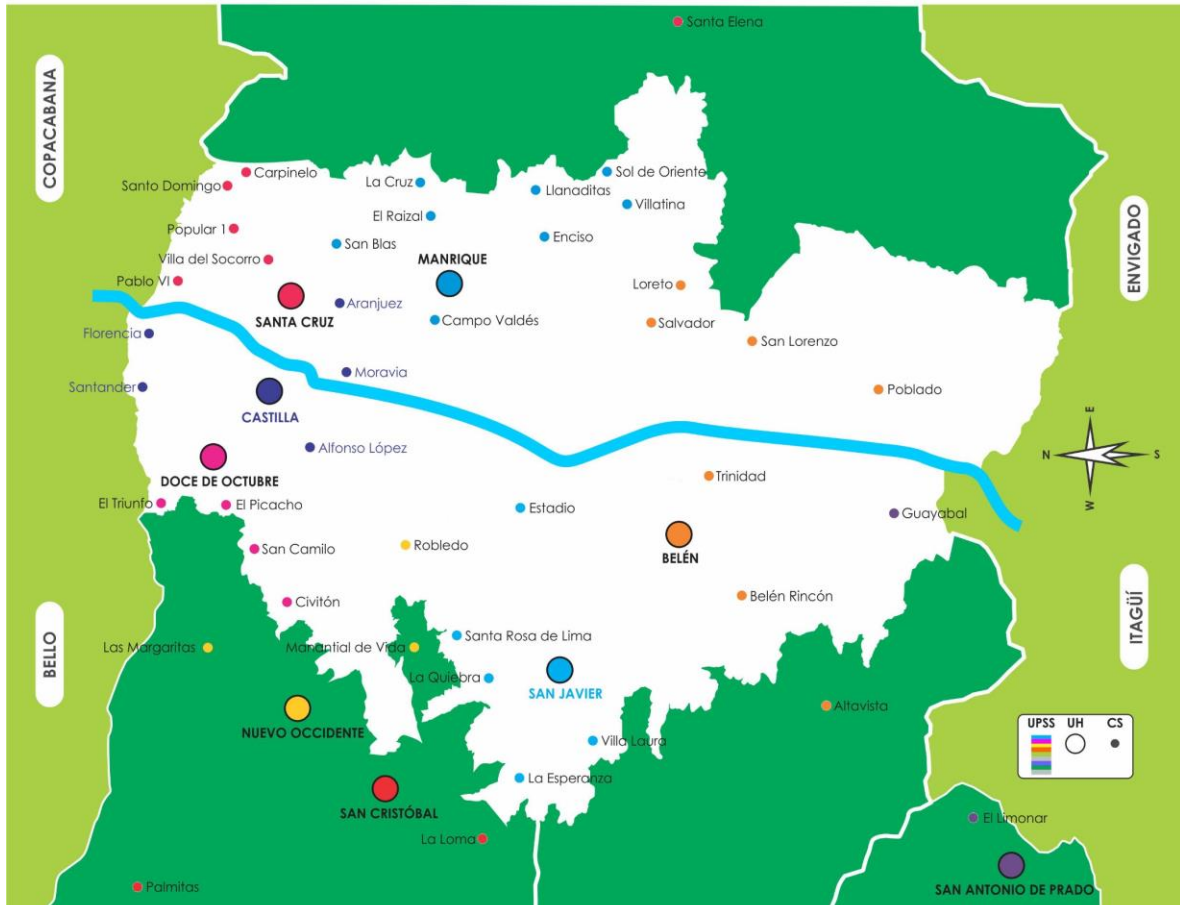 Santa Elena
COPACABANA
Carpinelo
La Cruz
Sol de Oriente
Santo Domingo
Llanaditas
Villatina
El Raizal
Popular 1
San Blas
Enciso
ENVIGADO
Villa del Socorro
MANRIQUE
Pablo VI
Loreto
Aranjuez
SANTA CRUZ
Campo Valdés
Salvador
Florencia
San Lorenzo
Moravia
Santander
Poblado
CASTILLA
E
Alfonso López
N
S
W
Trinidad
DOCE DE OCTUBRE
El Triunfo
El Picacho
Estadio
Guayabal
San Camilo
Robledo
BELÉN
Civitón
Belén Rincón
ITAGÜÍ
BELLO
Las Margaritas
Manantial de Vida
Santa Rosa de Lima
La Quiebra
SAN JAVIER
Altavista
NUEVO OCCIDENTE
UPSS UH CS
Villa Laura
La Esperanza
SAN CRISTÓBAL
El Limonar
La Loma
Palmitas
SAN ANTONIO DE PRADO